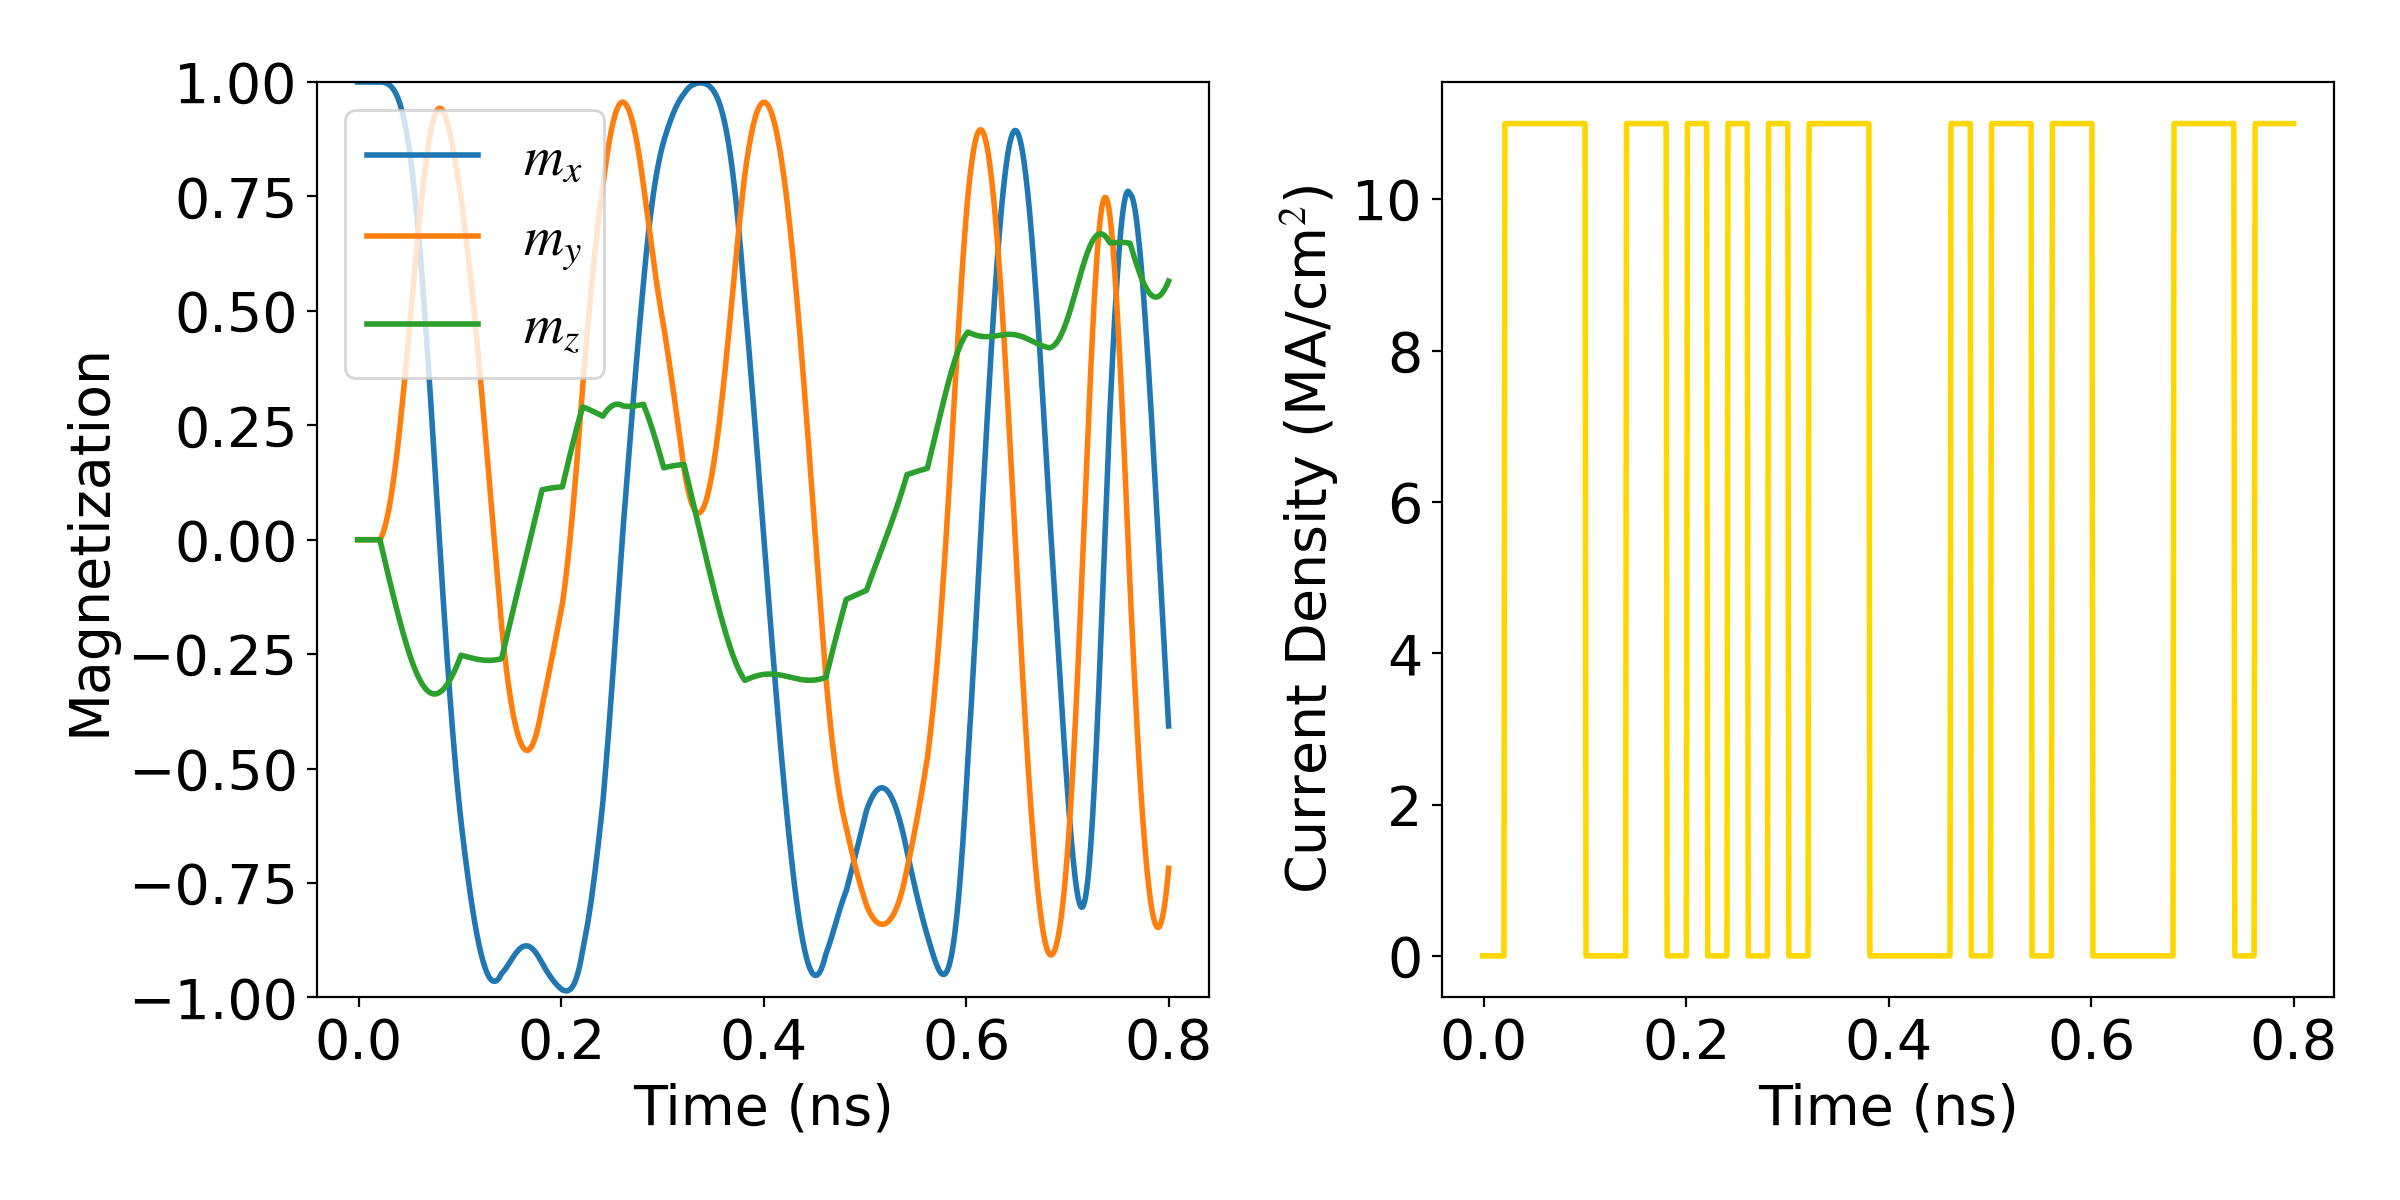 Magnetization
1.00
0.75
0.50
0.25
0.00
−0.25
−0.50
−0.75
−1.00
m_x
m_y
m_z
0.0 0.2 0.4 0.6 0.8
Time (ns)
Current Density (MA/cm²)
10
8
6
4
2
0
0.0 0.2 0.4 0.6 0.8
Time (ns)